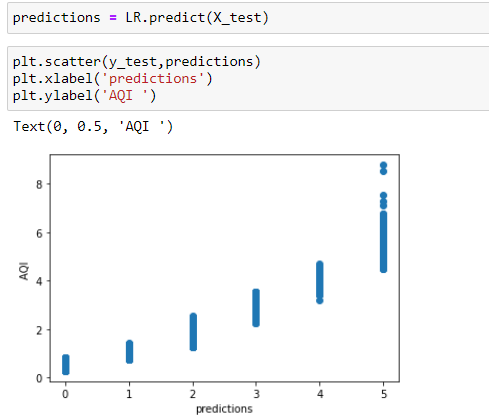 predictions = LR.predict(X_test)
plt.scatter(y_test,predictions)
plt.xlabel('predictions')
plt.ylabel('AQI ')
Text(0, 0.5, 'AQI ')
8
6
4
2
0
AQI
0 1 2 3 4 5
predictions